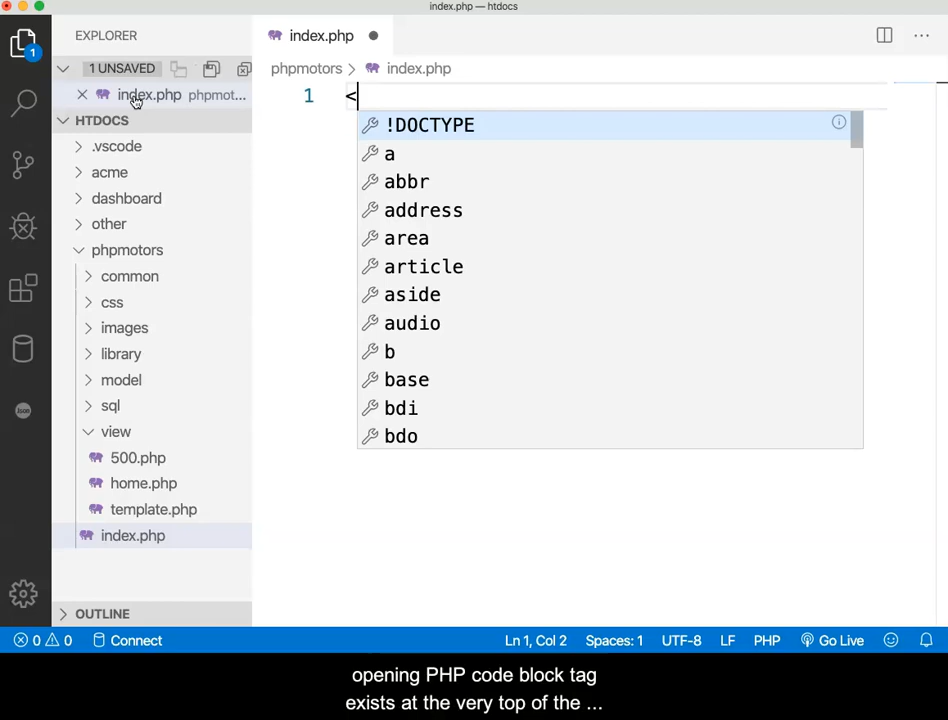 index.php — htdocs
EXPLORER
1 UNSAVED
index.php phpmot...
HTDOCS
.vscode
acme
dashboard
other
phpmotors
common
css
images
library
model
sql
view
500.php
home.php
template.php
index.php
OUTLINE
1
index.php
phpmotors > index.php
1 <
!DOCTYPE
a
abbr
address
area
article
aside
audio
b
base
bdi
bdo
Json
0 0 Connect Ln 1, Col 2 Spaces: 1 UTF-8 LF PHP Go Live
opening PHP code block tag
exists at the very top of the ...